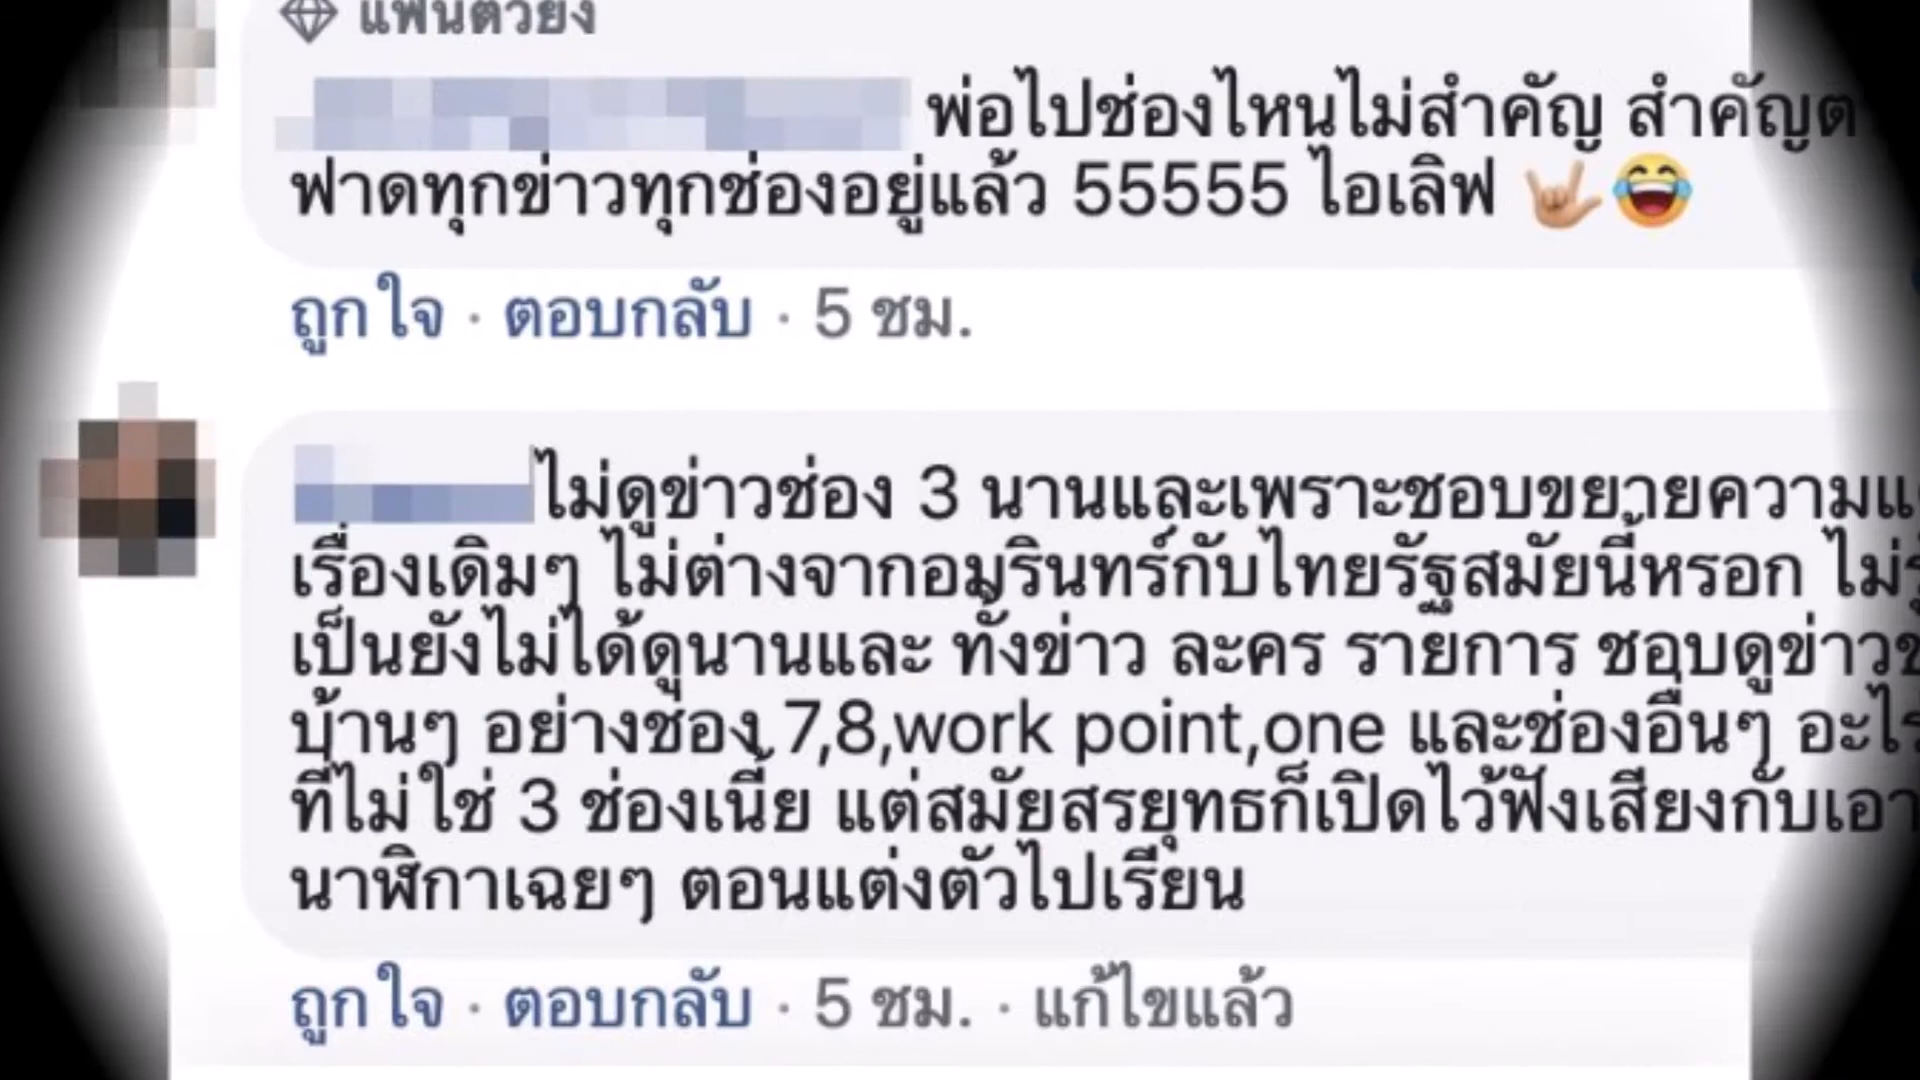 แฟนตัวยง
พ่อไปช่องไหนไม่สำคัญ
ฟาดทุกข่าวทุกช่องอยู่แล้ว 55555 ไอเลิฟ 🤟🏼😂
ถูกใจ · ตอบกลับ · 5 ชม.
ไม่ดูข่าวช่อง 3 นานและเพราะชอบขยายความ
เรื่องเดิมๆ ไม่ต่างจากอมรินทร์กับไทยรัฐสมัยนี้หรอก
เป็นยังไม่ได้ดูนานและ ทั้งข่าว ละคร รายการ ชอบดูข่าว
บ้านๆ อย่างช่อง 7,8,work point,one และช่องอื่นๆ
ที่ไม่ใช่ 3 ช่องเนี้ย แต่สมัยสรยุทธก็เปิดไว้ฟังเสียงกับเอา
นาฬิกาเฉยๆ ตอนแต่งตัวไปเรียน
ถูกใจ · ตอบกลับ · 5 ชม. · แก้ไขแล้ว